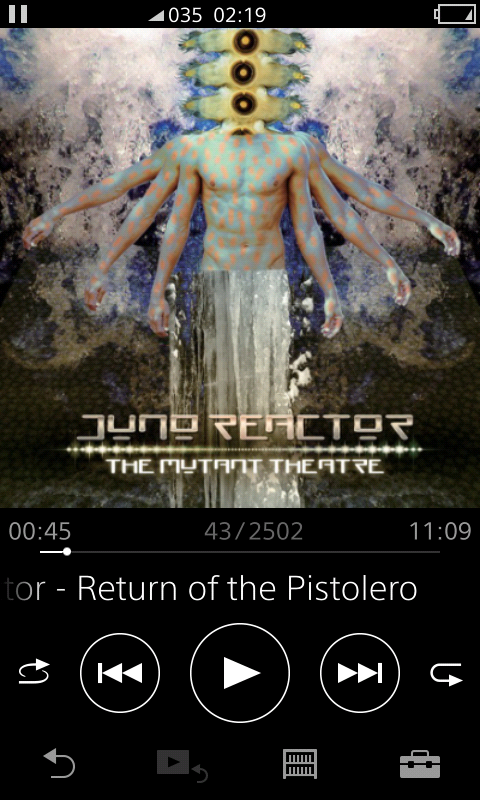 035 02:19
JUNO REACTOR
THE MUTANT THEATRE
00:45 43/2502 11:09
tor - Return of the Pistolero